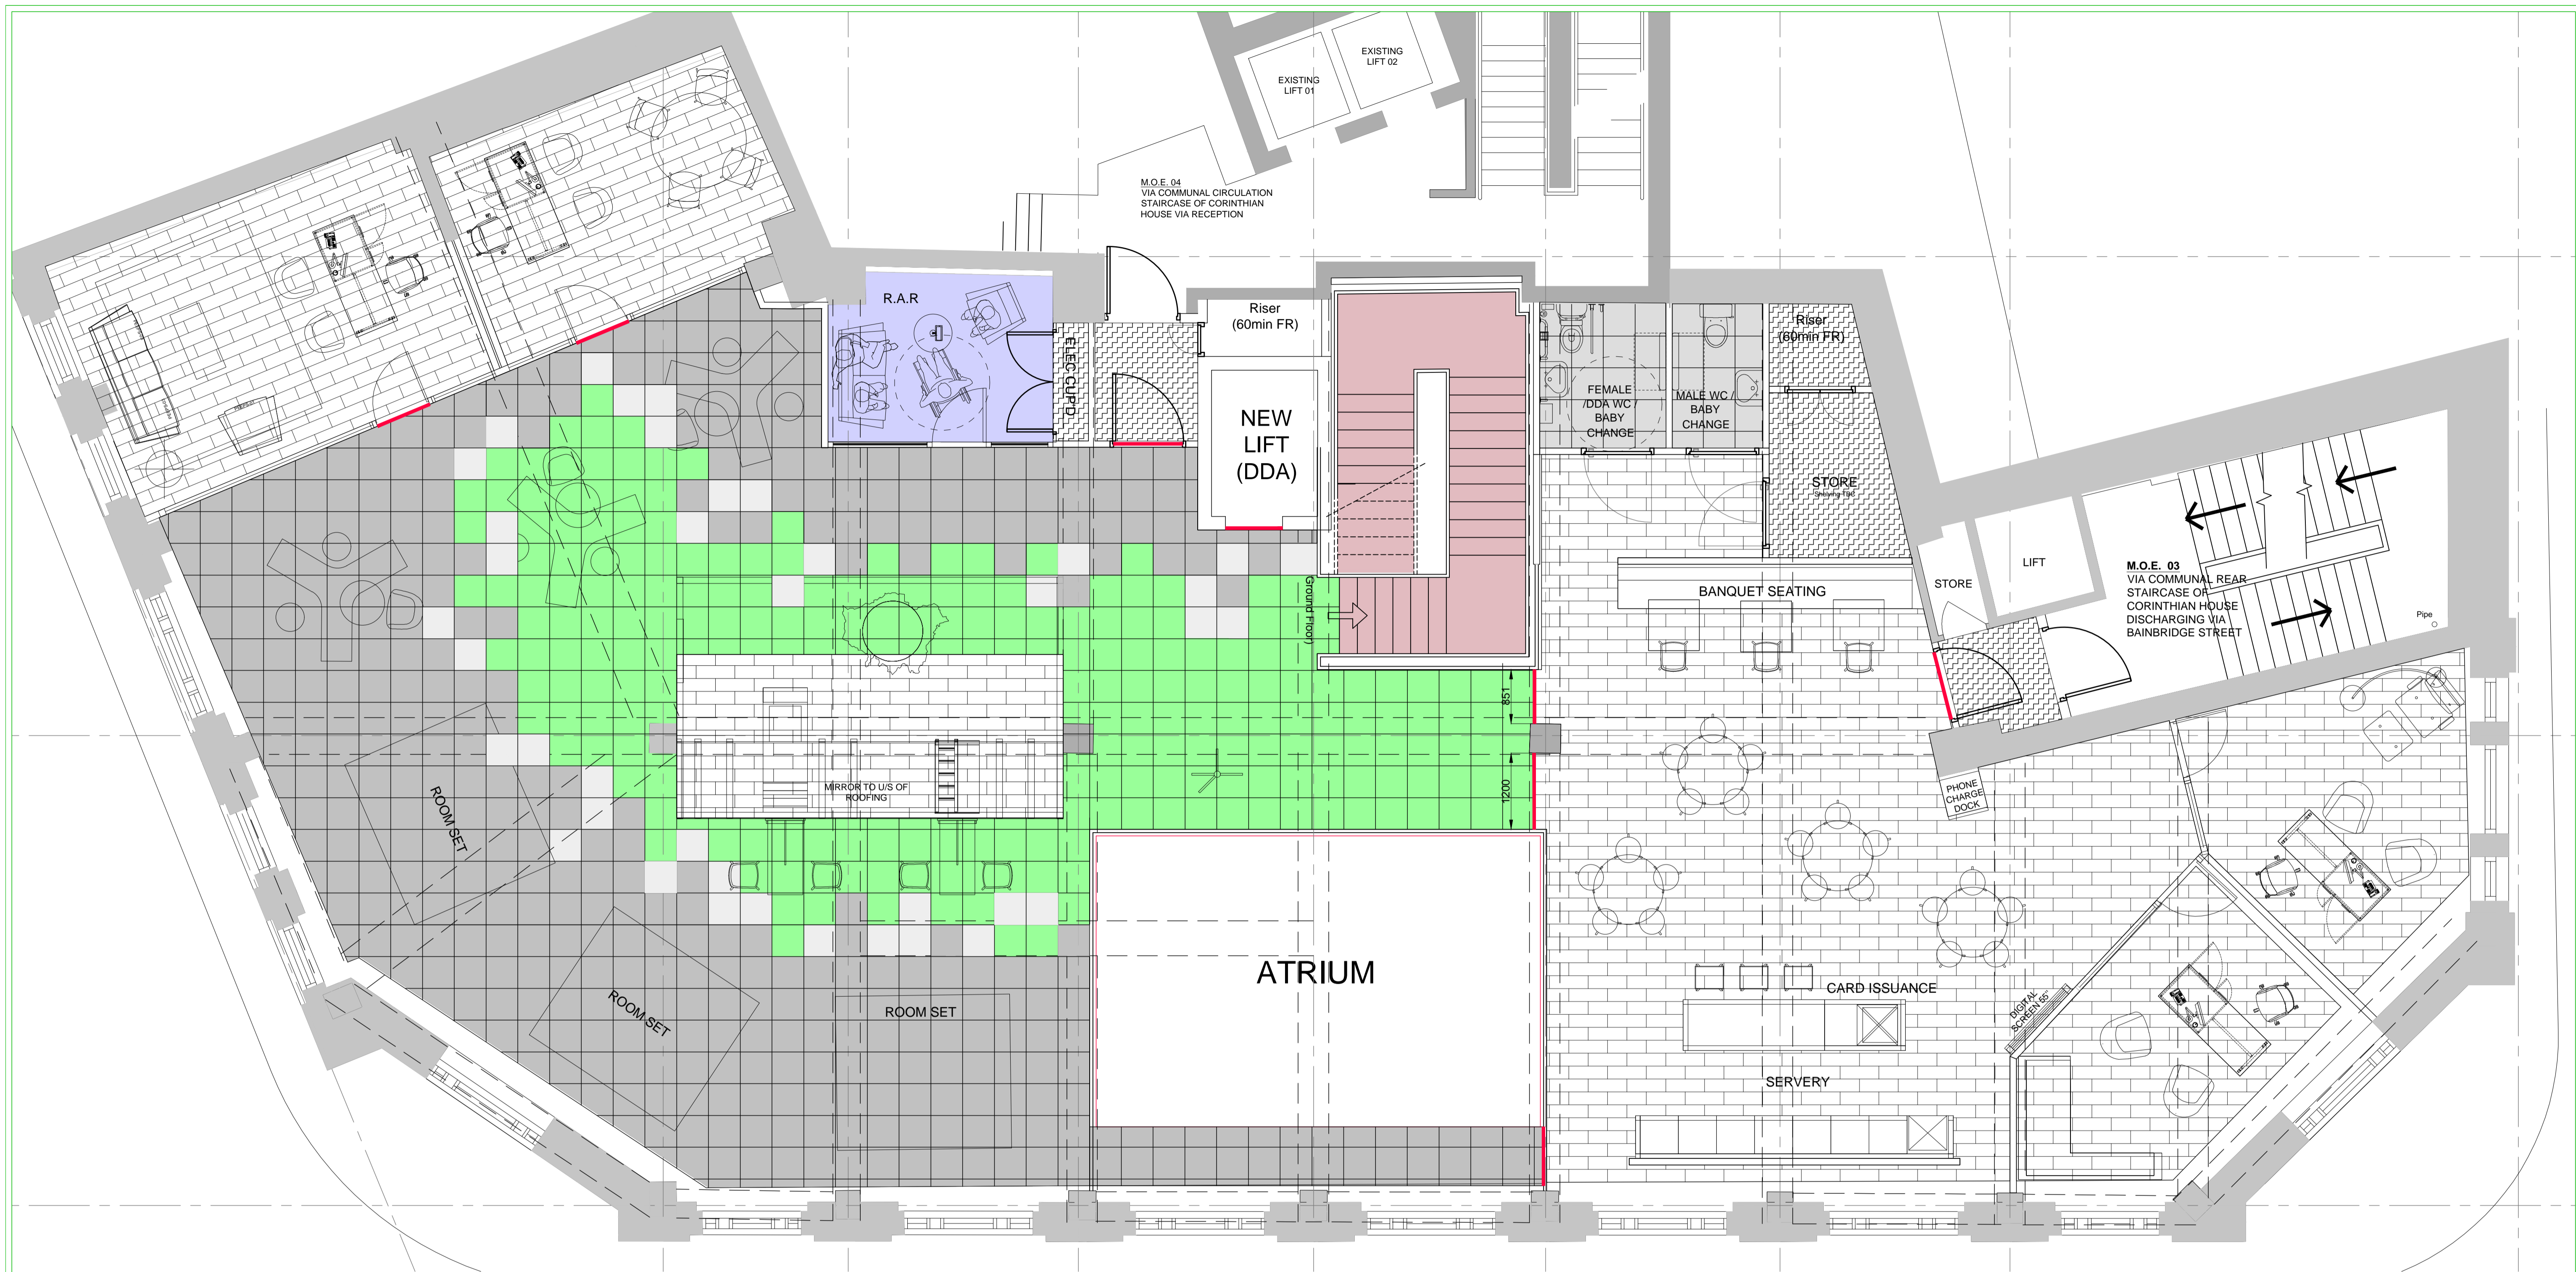 EXISTING
LIFT 02
EXISTING
LIFT 01
M.O.E. 04
VIA COMMUNAL CIRCULATION
STAIRCASE OF CORINTHIAN
HOUSE VIA RECEPTION
R.A.R
Riser
(60min FR)
ELEC CUP'D
NEW
LIFT
(DDA)
FEMALE
/DDA WC /
BABY
CHANGE
MALE WC /
BABY
CHANGE
Riser
(60min FR)
STORE
Shelving TBC
STORE
LIFT
M.O.E. 03
VIA COMMUNAL REAR
STAIRCASE OF
CORINTHIAN HOUSE
DISCHARGING VIA
BAINBRIDGE STREET
Pipe
BANQUET SEATING
Ground Floor)
851
1200
MIRROR TO U/S OF
ROOFING
PHONE
CHARGE
DOCK
ROOM SET
ROOM SET
ROOM SET
ATRIUM
CARD ISSUANCE
DIGITAL
SCREEN 55"
SERVERY